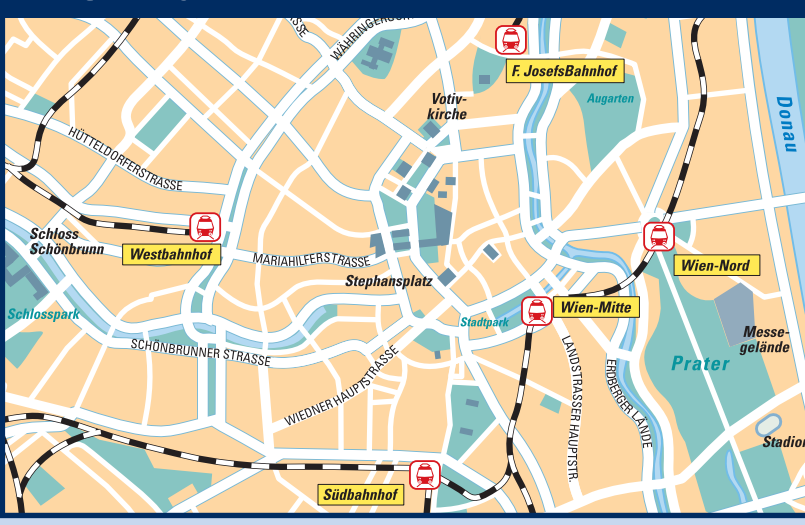 WÄHRINGERSTR
F. JosefsBahnhof
Augarten
Donau
Votiv-
kirche
HÜTTELDORFERSTRASSE
Schloss
Schönbrunn
Westbahnhof
MARIAHILFERSTRASSE
Stephansplatz
Wien-Nord
Wien-Mitte
Schlosspark
Stadtpark
Messe-
gelände
Prater
SCHÖNBRUNNER STRASSE
WIEDNER HAUPTSTRASSE
LANDSTRASSER HAUPTSTR.
ERDBERGER LÄNDE
Stadion
Südbahnhof